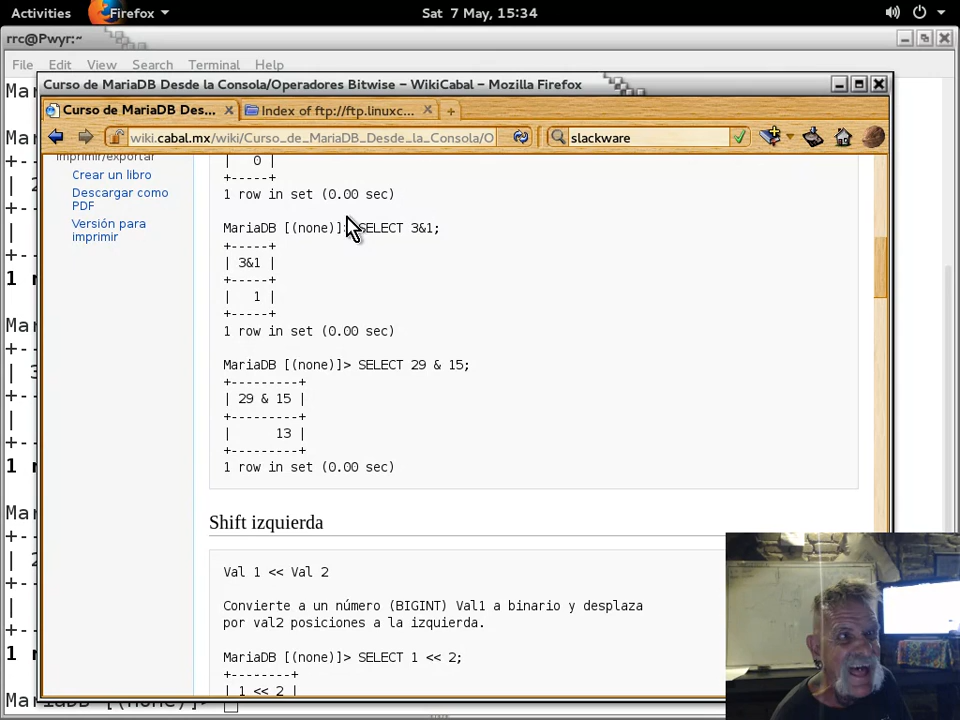 Activities Firefox Sat 7 May, 15:34
rrc@Pwyr:~
File Edit View Search Terminal Help
Curso de MariaDB Desde la Consola/Operadores Bitwise – WikiCabal – Mozilla Firefox
Curso de MariaDB Des... Index of ftp://ftp.linuxc...
wiki.cabal.mx/wiki/Curso_de_MariaDB_Desde_la_Consola/O slackware
Imprimir/exportar
Crear un libro
Descargar como
PDF
Versión para
imprimir
| 0 |
+-----+
1 row in set (0.00 sec)
MariaDB [(none)]> SELECT 3&1;
+-----+
| 3&1 |
+-----+
| 1 |
+-----+
1 row in set (0.00 sec)
MariaDB [(none)]> SELECT 29 & 15;
+---------+
| 29 & 15 |
+---------+
| 13 |
+---------+
1 row in set (0.00 sec)
Shift izquierda
Val 1 << Val 2
Convierte a un número (BIGINT) Val1 a binario y desplaza
por val2 posiciones a la izquierda.
MariaDB [(none)]> SELECT 1 << 2;
+--------+
| 1 << 2 |
MariaDB [(none)]>